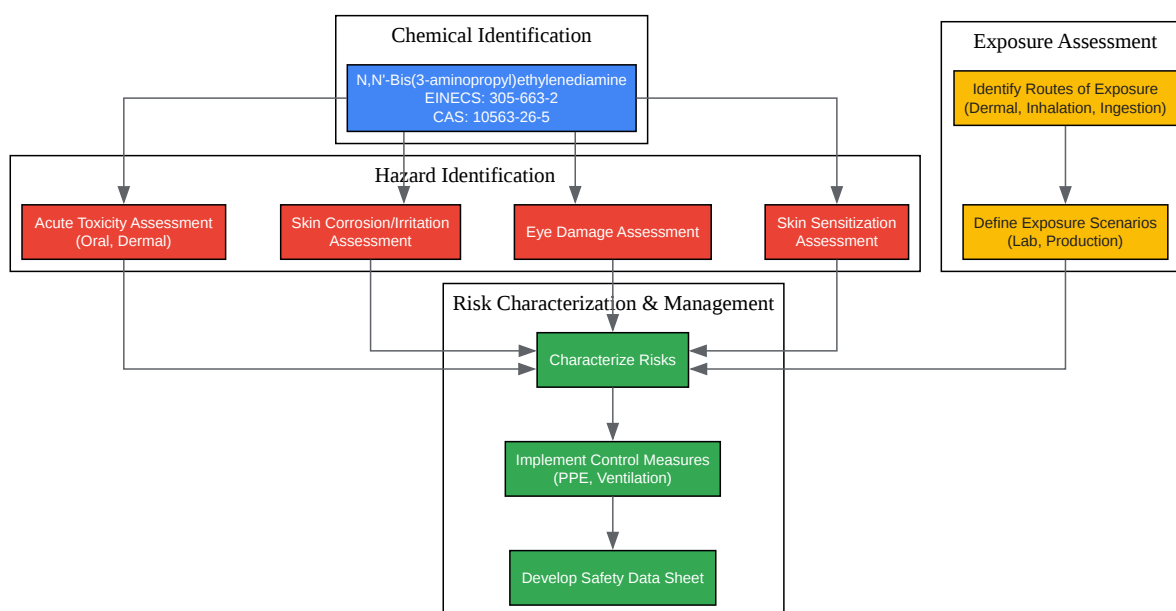 Chemical Identification
N,N'-Bis(3-aminopropyl)ethylenediamine
EINECS: 305-663-2
CAS: 10563-26-5
Exposure Assessment
Identify Routes of Exposure
(Dermal, Inhalation, Ingestion)
Define Exposure Scenarios
(Lab, Production)
Hazard Identification
Acute Toxicity Assessment
(Oral, Dermal)
Skin Corrosion/Irritation
Assessment
Eye Damage Assessment
Skin Sensitization
Assessment
Risk Characterization & Management
Characterize Risks
Implement Control Measures
(PPE, Ventilation)
Develop Safety Data Sheet